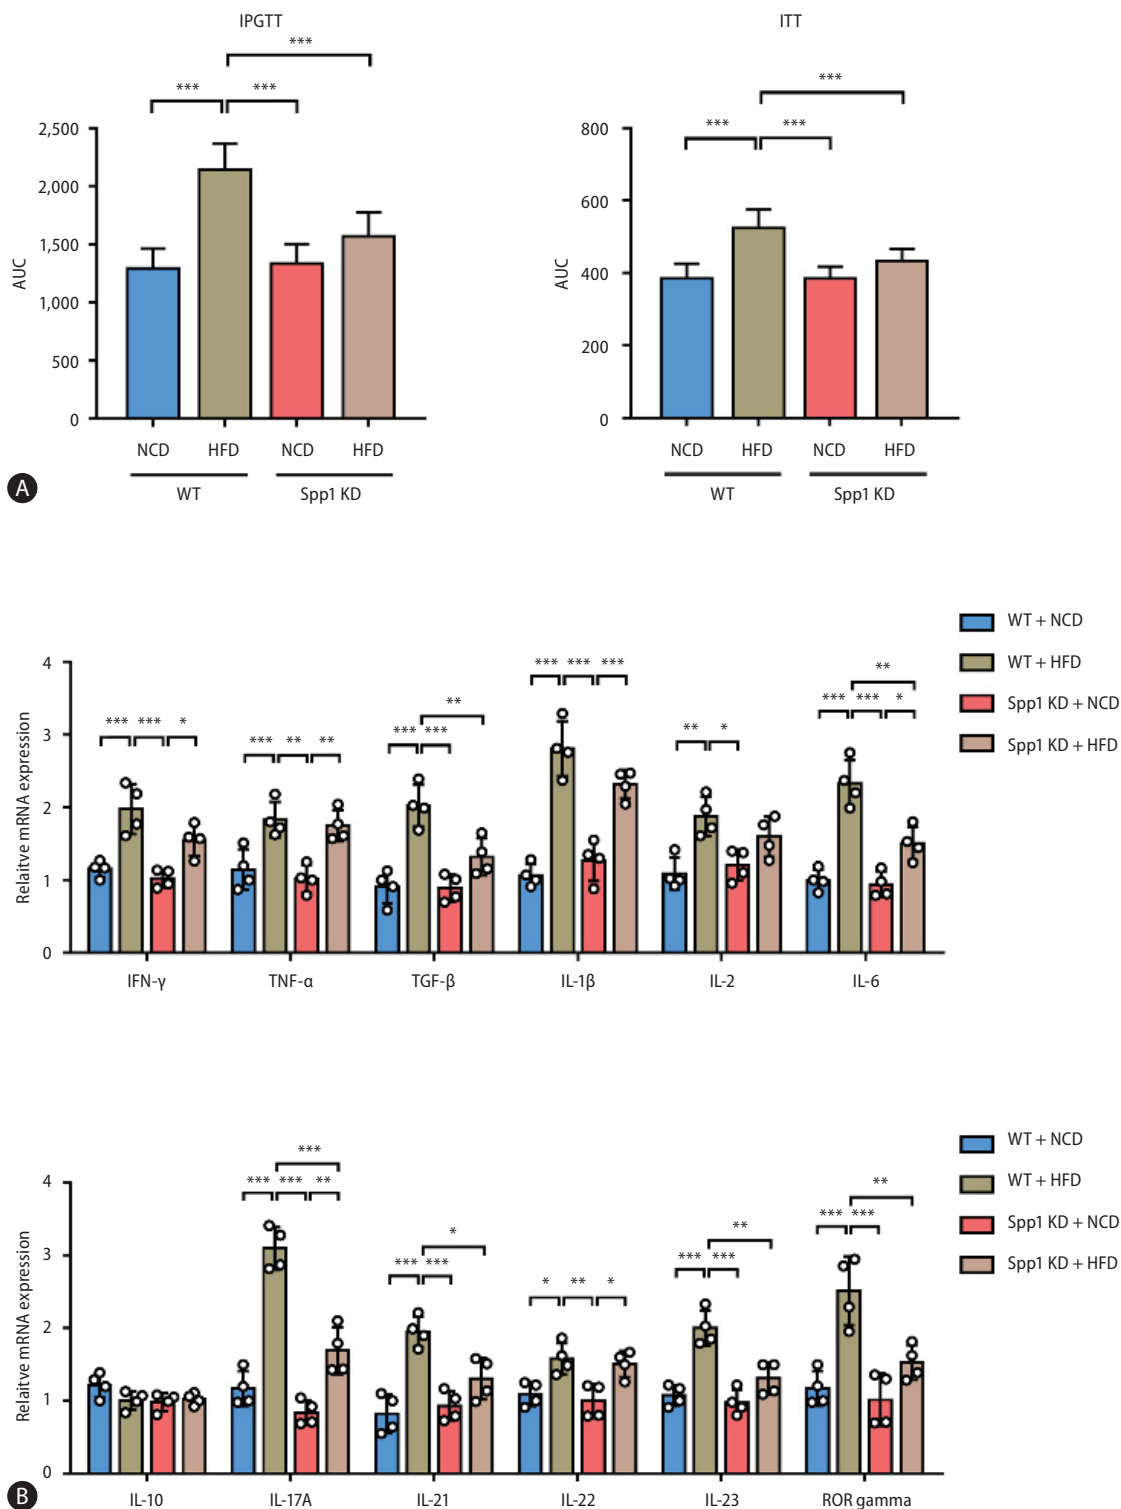 IPGTT
ITT
***
*** ***
***
*** ***
2,500
2,000
1,500
1,000
500
0
AUC
800
600
400
200
0
AUC
NCD HFD NCD HFD
WT Spp1 KD
NCD HFD NCD HFD
WT Spp1 KD
A
WT + NCD
WT + HFD
Spp1 KD + NCD
Spp1 KD + HFD
4
3
2
1
0
Relaitve mRNA expression
*** *** *
*** ** **
**
*** ***
*** *** ***
** *
**
*** *** *
IFN-γ TNF-α TGF-β IL-1β IL-2 IL-6
WT + NCD
WT + HFD
Spp1 KD + NCD
Spp1 KD + HFD
4
3
2
1
0
Relaitve mRNA expression
***
*** *** **
*
*** ***
* ** *
**
*** ***
**
*** ***
IL-10 IL-17A IL-21 IL-22 IL-23 ROR gamma
B